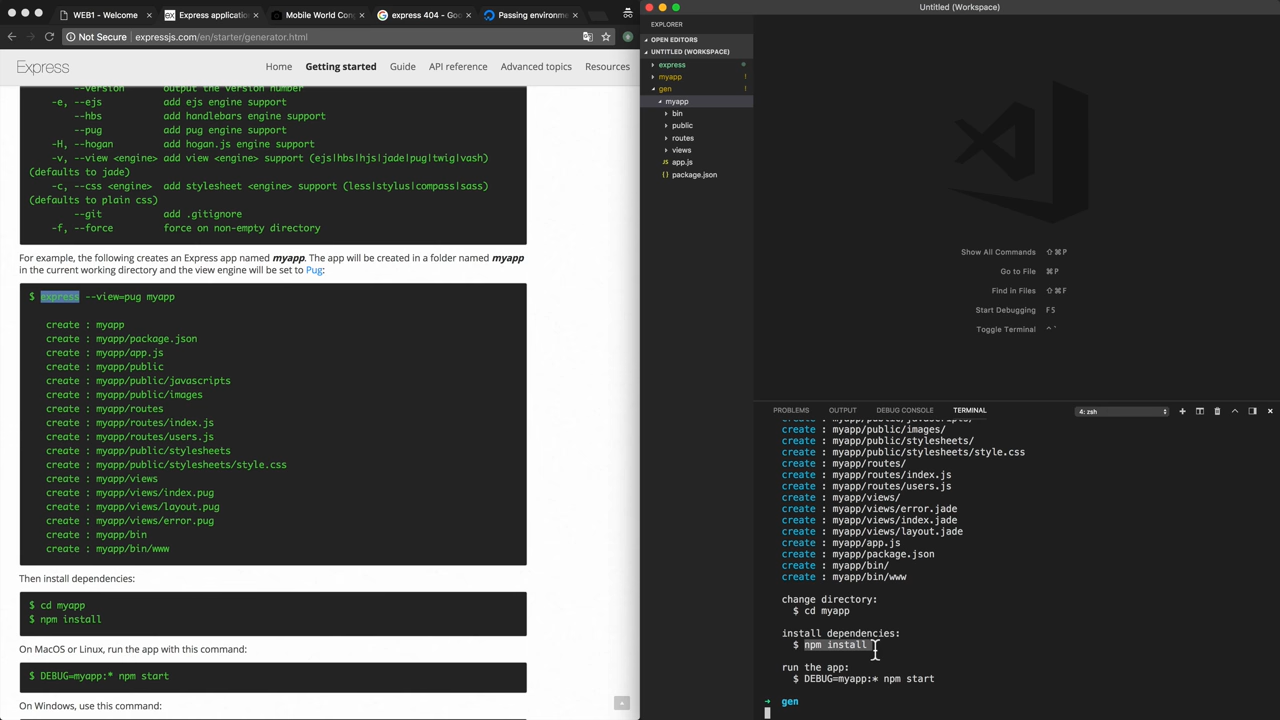 WEB1 - Welcome
Express application
Mobile World Con
express 404 - Goo
Passing environme
Not Secure
expressjs.com/en/starter/generator.html
Express
Home
Getting started
Guide
API reference
Advanced topics
Resources
--version output the version number
-e, --ejs add ejs engine support
--hbs add handlebars engine support
--pug add pug engine support
-H, --hogan add hogan.js engine support
-v, --view <engine> add view <engine> support (ejs|hbs|hjs|jade|pug|twig|vash)
(defaults to jade)
-c, --css <engine> add stylesheet <engine> support (less|stylus|compass|sass)
(defaults to plain css)
--git add .gitignore
-f, --force force on non-empty directory
For example, the following creates an Express app named myapp. The app will be created in a folder named myapp
in the current working directory and the view engine will be set to Pug:
$ express --view=pug myapp
create : myapp
create : myapp/package.json
create : myapp/app.js
create : myapp/public
create : myapp/public/javascripts
create : myapp/public/images
create : myapp/routes
create : myapp/routes/index.js
create : myapp/routes/users.js
create : myapp/public/stylesheets
create : myapp/public/stylesheets/style.css
create : myapp/views
create : myapp/views/index.pug
create : myapp/views/layout.pug
create : myapp/views/error.pug
create : myapp/bin
create : myapp/bin/www
Then install dependencies:
$ cd myapp
$ npm install
On MacOS or Linux, run the app with this command:
$ DEBUG=myapp:* npm start
On Windows, use this command:
Untitled (Workspace)
EXPLORER
OPEN EDITORS
UNTITLED (WORKSPACE)
express
myapp !
gen !
myapp
bin
public
routes
views
JS app.js
{} package.json
Show All Commands ⇧⌘P
Go to File ⌘P
Find in Files ⇧⌘F
Start Debugging F5
Toggle Terminal ⌃`
PROBLEMS
OUTPUT
DEBUG CONSOLE
TERMINAL
4: zsh
create : myapp/public/javascripts/
create : myapp/public/images/
create : myapp/public/stylesheets/
create : myapp/public/stylesheets/style.css
create : myapp/routes/
create : myapp/routes/index.js
create : myapp/routes/users.js
create : myapp/views/
create : myapp/views/error.jade
create : myapp/views/index.jade
create : myapp/views/layout.jade
create : myapp/app.js
create : myapp/package.json
create : myapp/bin/
create : myapp/bin/www
change directory:
$ cd myapp
install dependencies:
$ npm install
run the app:
$ DEBUG=myapp:* npm start
→ gen